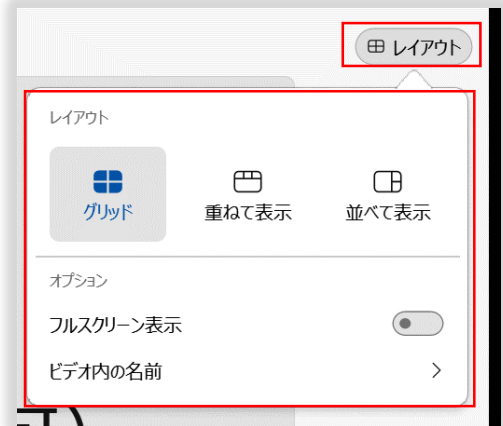 レイアウト
レイアウト
グリッド
重ねて表示
並べて表示
オプション
フルスクリーン表示
ビデオ内の名前